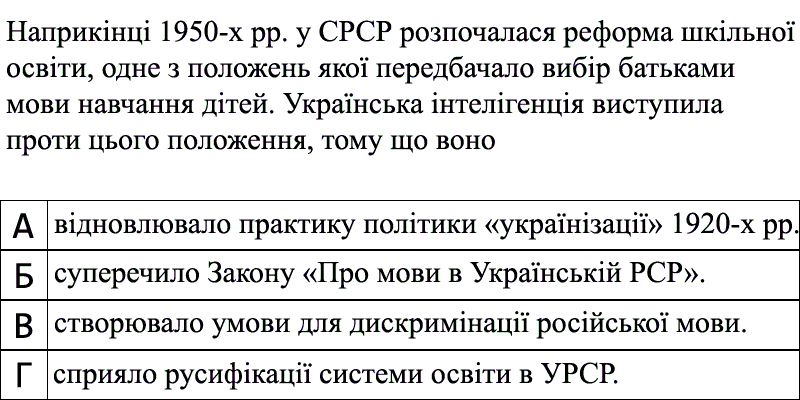 Наприкінці 1950-х рр. у СРСР розпочалася реформа шкільної
освіти, одне з положень якої передбачало вибір батьками
мови навчання дітей. Українська інтелігенція виступила
проти цього положення, тому що воно
А відновлювало практику політики «українізації» 1920-х рр.
Б суперечило Закону «Про мови в Українській РСР».
В створювало умови для дискримінації російської мови.
Г сприяло русифікації системи освіти в УРСР.